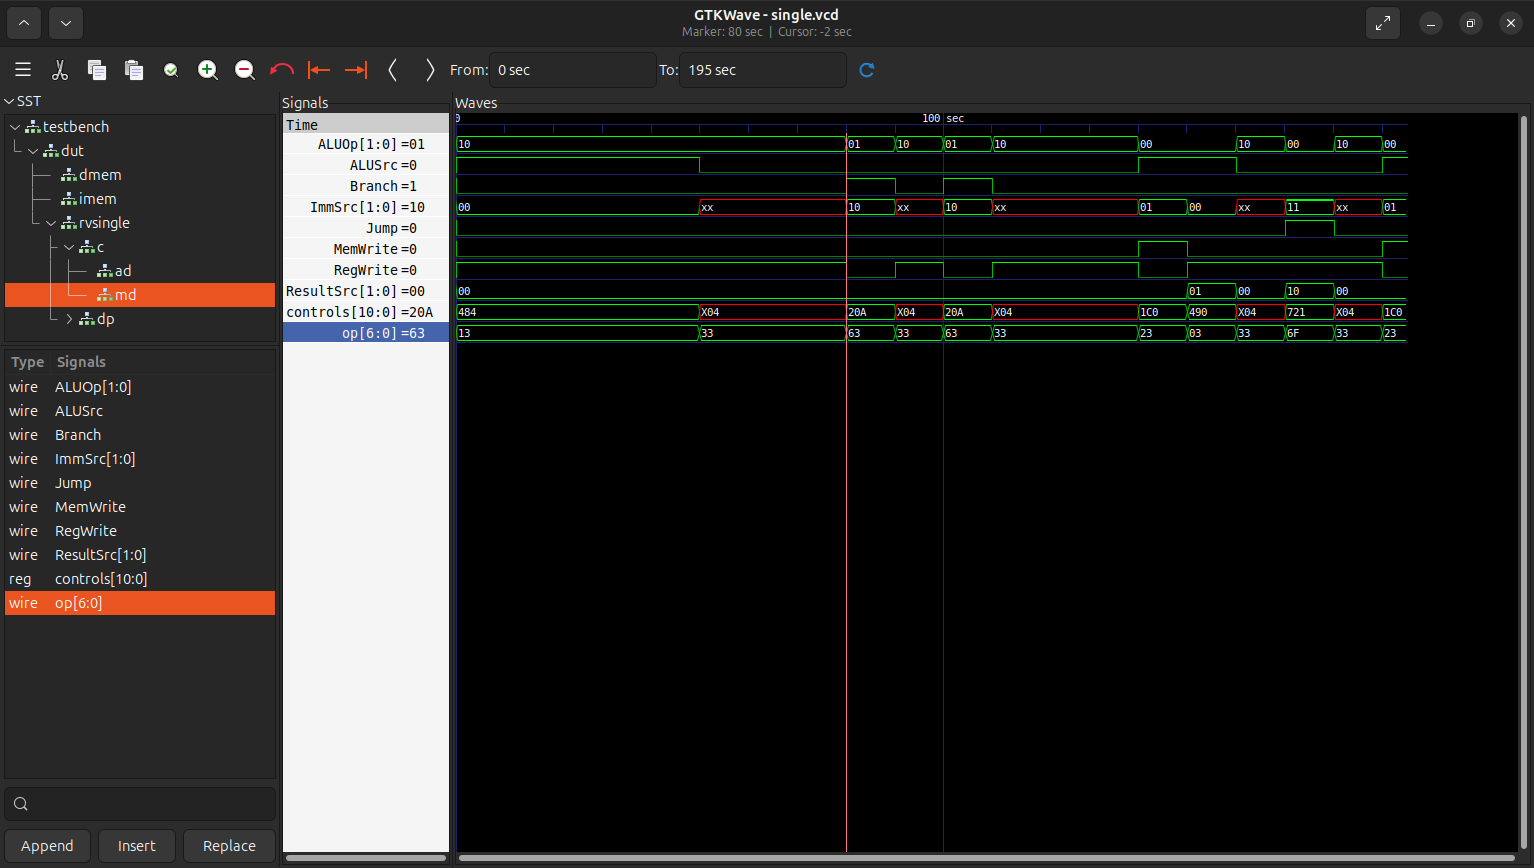 GTKWave - single.vcd
Marker: 80 sec | Cursor: -2 sec
From: 0 sec To: 195 sec
SST
testbench
dut
dmem
imem
rvsingle
c
ad
md
dp
Type Signals
wire ALUOp[1:0]
wire ALUSrc
wire Branch
wire ImmSrc[1:0]
wire Jump
wire MemWrite
wire RegWrite
wire ResultSrc[1:0]
reg controls[10:0]
wire op[6:0]
Append Insert Replace
Signals
Time
ALUOp[1:0] =01
ALUSrc =0
Branch =1
ImmSrc[1:0] =10
Jump =0
MemWrite =0
RegWrite =0
ResultSrc[1:0] =00
controls[10:0] =20A
op[6:0] =63
Waves
0 100 sec
10 01 10 01 10 00 10 00 10 00
00 xx 10 xx 10 xx 01 00 xx 11 xx 01
00 01 00 10 00
484 X04 20A X04 20A X04 1C0 490 X04 721 X04 1C0
13 33 63 33 63 33 23 03 33 6F 33 23